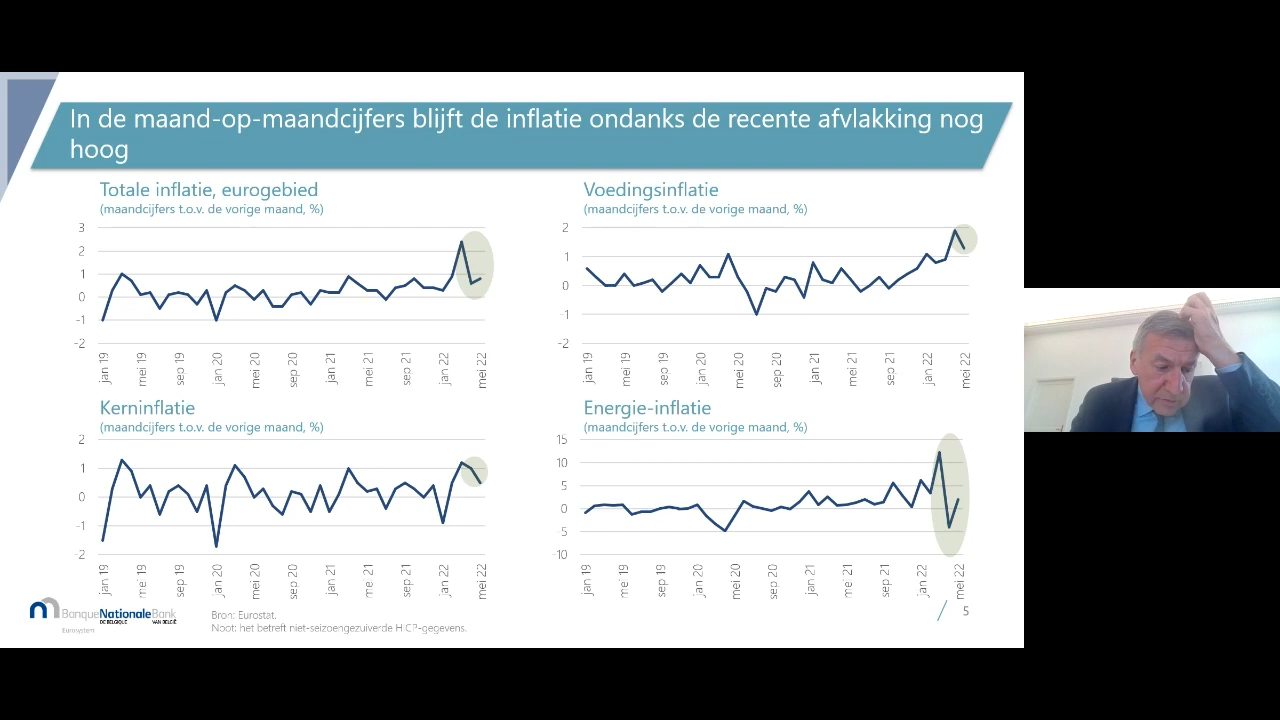 In de maand-op-maandcijfers blijft de inflatie ondanks de recente afvlakking nog
hoog
Totale inflatie, eurogebied
(maandcijfers t.o.v. de vorige maand, %)
3
2
1
0
-1
-2
jan 19
mei 19
sep 19
jan 20
mei 20
sep 20
jan 21
mei 21
sep 21
jan 22
mei 22
Voedingsinflatie
(maandcijfers t.o.v. de vorige maand, %)
2
1
0
-1
-2
jan 19
mei 19
sep 19
jan 20
mei 20
sep 20
jan 21
mei 21
sep 21
jan 22
mei 22
Kerninflatie
(maandcijfers t.o.v. de vorige maand, %)
2
1
0
-1
-2
jan 19
mei 19
sep 19
jan 20
mei 20
sep 20
jan 21
mei 21
sep 21
jan 22
mei 22
Energie-inflatie
(maandcijfers t.o.v. de vorige maand, %)
15
10
5
0
-5
-10
jan 19
mei 19
sep 19
jan 20
mei 20
sep 20
jan 21
mei 21
sep 21
jan 22
mei 22
BanqueNationaleBank
DE BELGIQUE VAN BELGIË
Eurosystem
Bron: Eurostat.
Noot: het betreft niet-seizoengezuiverde HICP-gegevens.
5